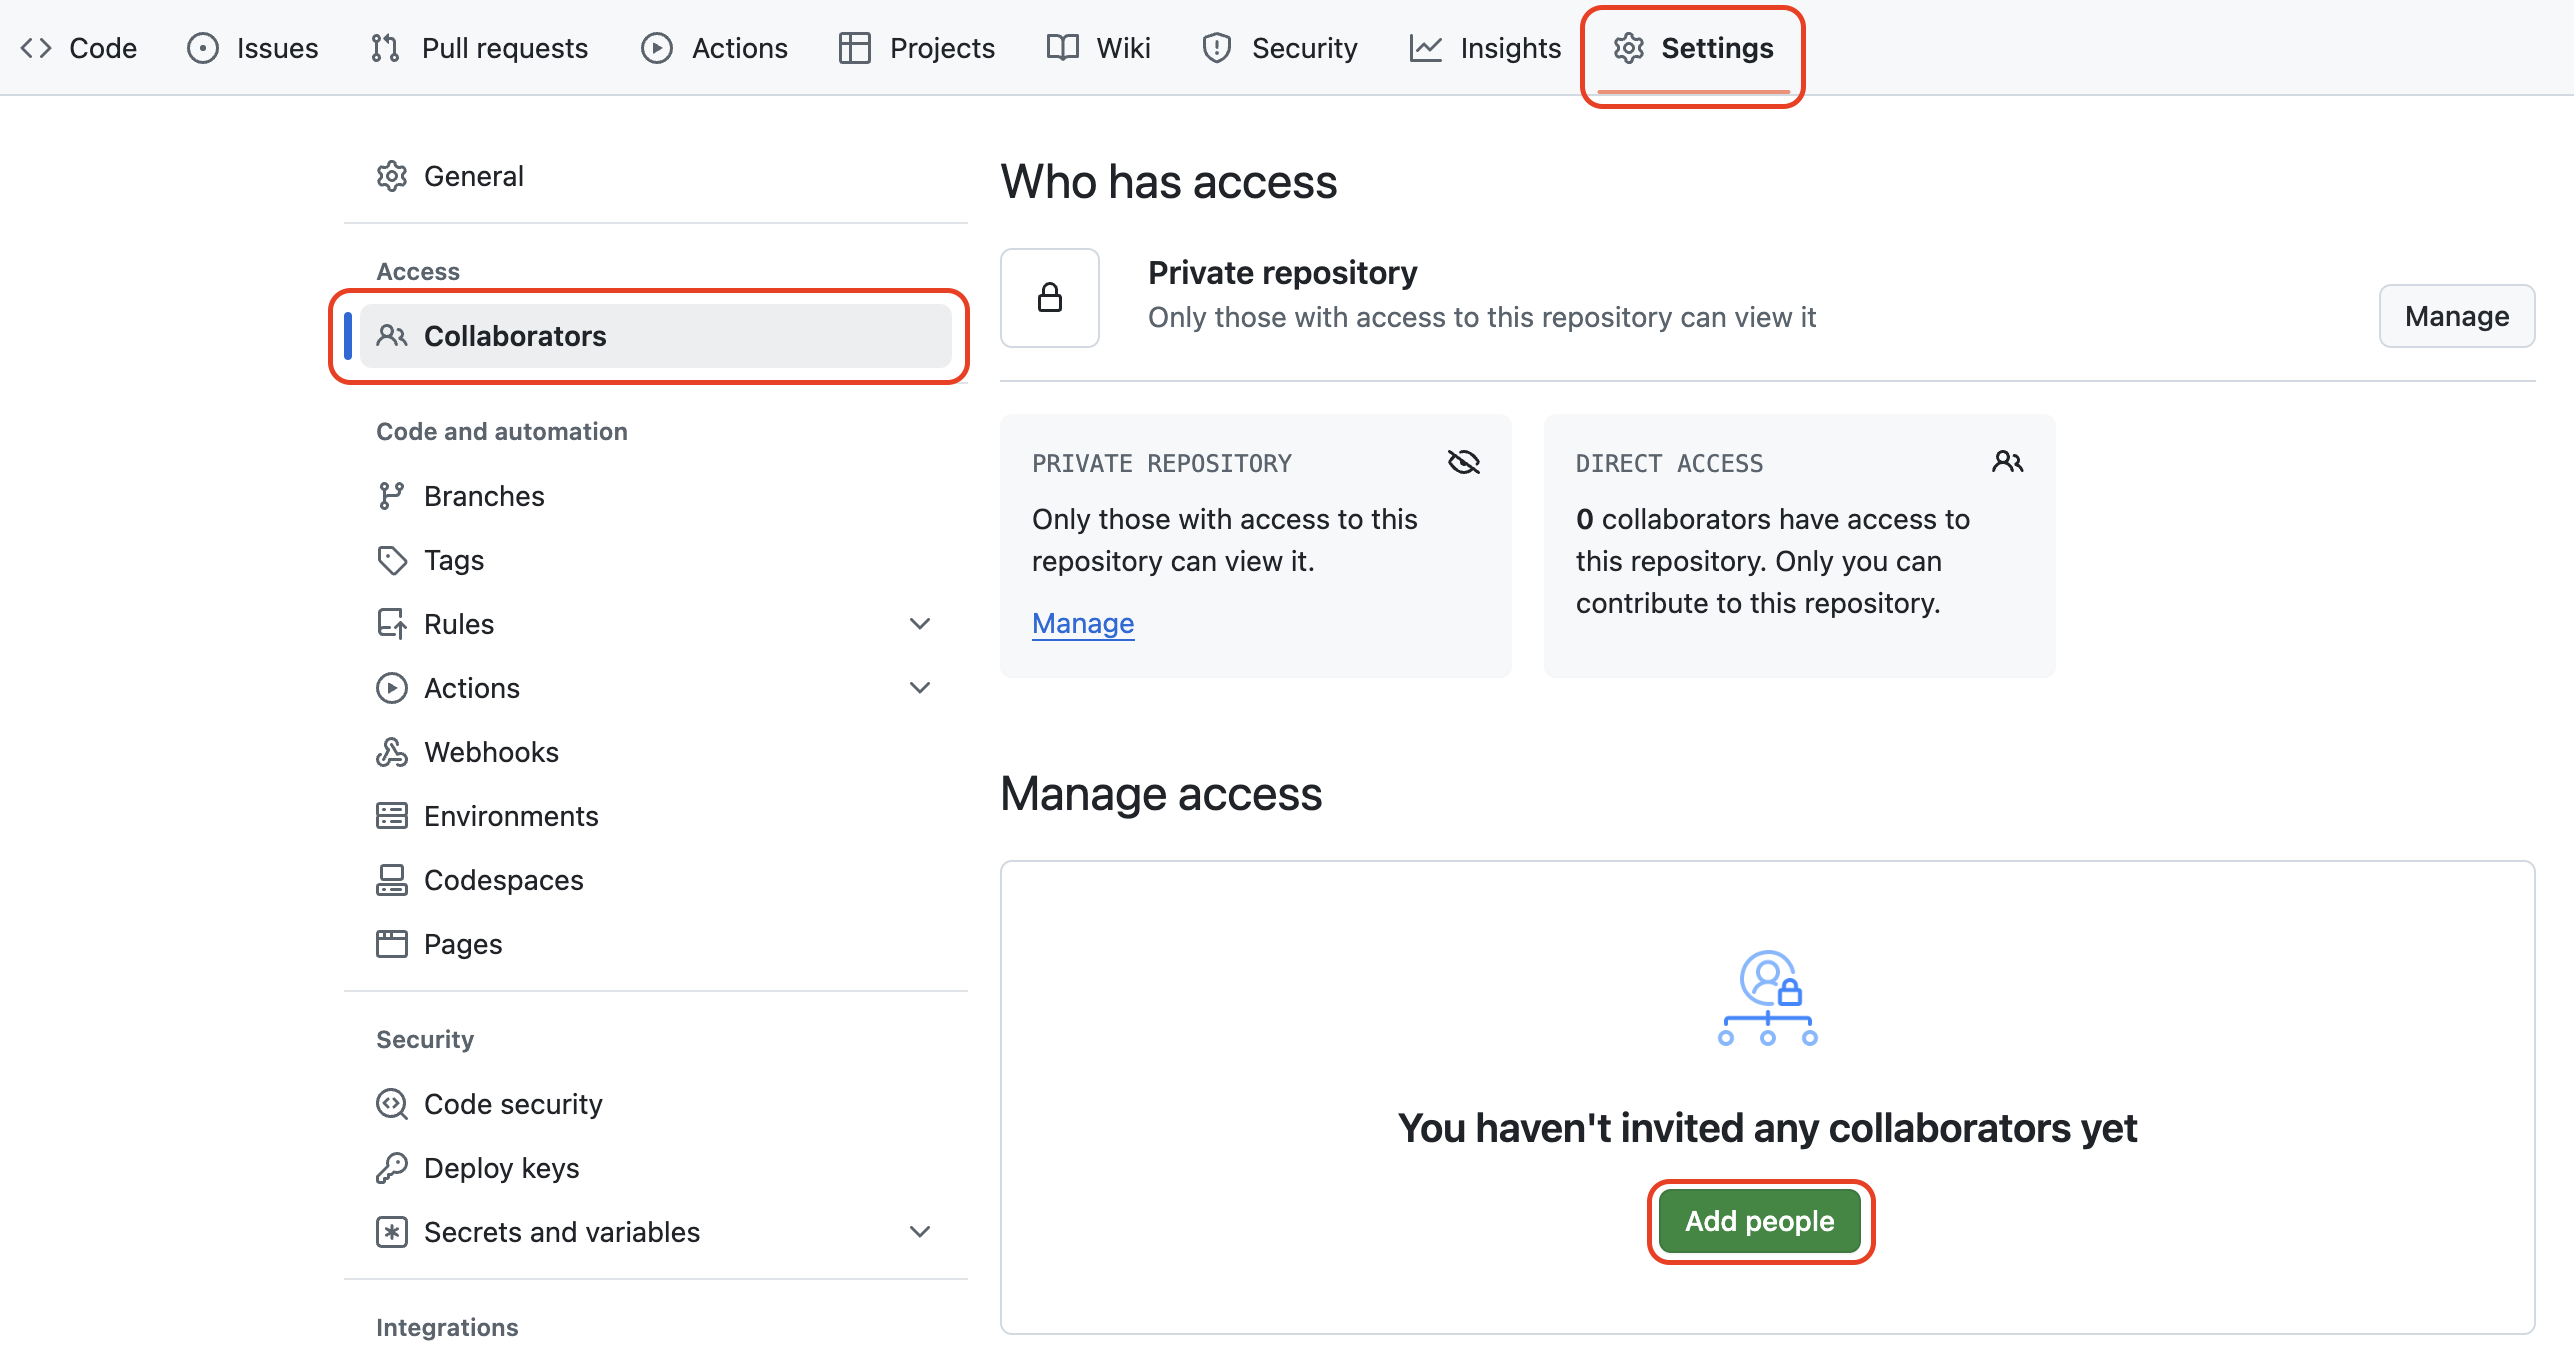 Code Issues Pull requests Actions Projects Wiki Security Insights Settings
General
Access
Collaborators
Code and automation
Branches
Tags
Rules
Actions
Webhooks
Environments
Codespaces
Pages
Security
Code security
Deploy keys
Secrets and variables
Integrations
Who has access
Private repository
Only those with access to this repository can view it
Manage
PRIVATE REPOSITORY
Only those with access to this
repository can view it.
Manage
DIRECT ACCESS
0 collaborators have access to
this repository. Only you can
contribute to this repository.
Manage access
You haven't invited any collaborators yet
Add people